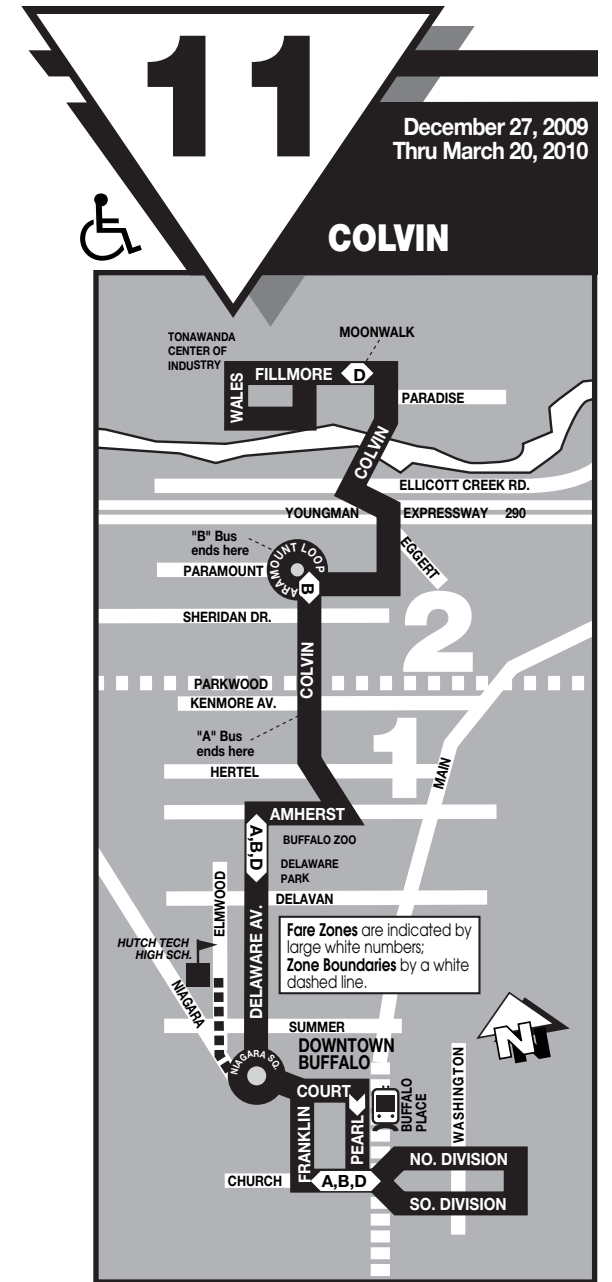 11
December 27, 2009
Thru March 20, 2010
COLVIN
TONAWANDA
CENTER OF
INDUSTRY
MOONWALK
WALES
FILLMORE
D
PARADISE
COLVIN
ELLICOTT CREEK RD.
YOUNGMAN
EXPRESSWAY 290
"B" Bus
ends here
PARAMOUNT LOOP
EGGERT
PARAMOUNT
B
SHERIDAN DR.
2
COLVIN
PARKWOOD
KENMORE AV.
"A" Bus
ends here
1
HERTEL
MAIN
AMHERST
A,B,D
BUFFALO ZOO
DELAWARE
PARK
ELMWOOD
DELAVAN
DELAWARE AV.
Fare Zones are indicated by
large white numbers;
Zone Boundaries by a white
dashed line.
HUTCH TECH
HIGH SCH.
NIAGARA
SUMMER
N
DOWNTOWN
BUFFALO
NIAGARA SQ.
COURT
FRANKLIN
PEARL
BUFFALO
PLACE
WASHINGTON
NO. DIVISION
CHURCH
A,B,D
SO. DIVISION